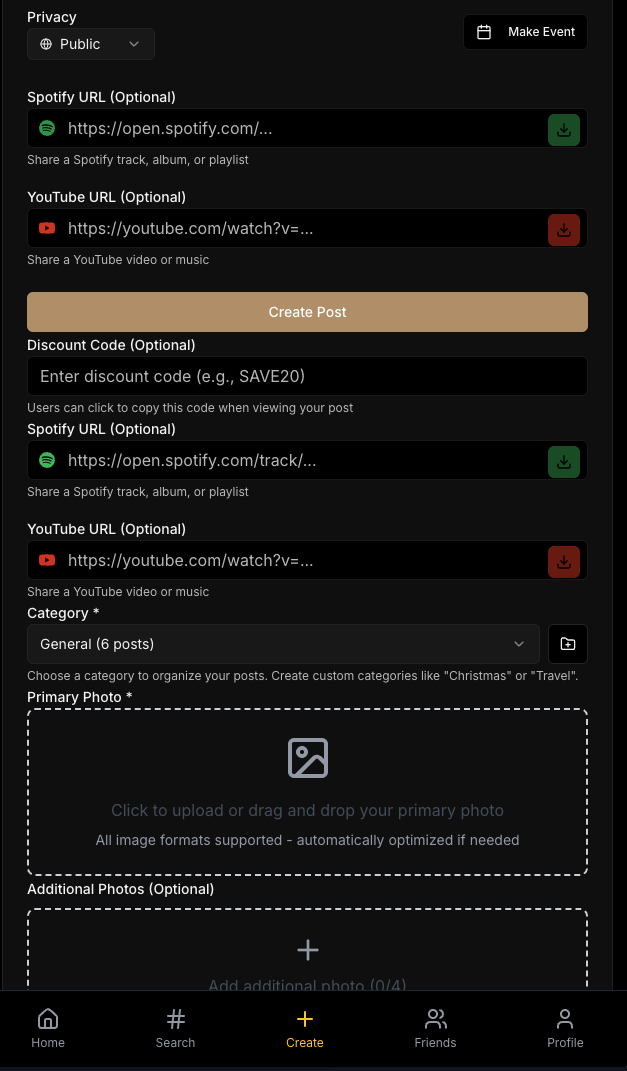 Privacy
Public
Make Event
Spotify URL (Optional)
https://open.spotify.com/...
Share a Spotify track, album, or playlist
YouTube URL (Optional)
https://youtube.com/watch?v=...
Share a YouTube video or music
Create Post
Discount Code (Optional)
Enter discount code (e.g., SAVE20)
Users can click to copy this code when viewing your post
Spotify URL (Optional)
https://open.spotify.com/track/...
Share a Spotify track, album, or playlist
YouTube URL (Optional)
https://youtube.com/watch?v=...
Share a YouTube video or music
Category *
General (6 posts)
Choose a category to organize your posts. Create custom categories like "Christmas" or "Travel".
Primary Photo *
Click to upload or drag and drop your primary photo
All image formats supported - automatically optimized if needed
Additional Photos (Optional)
Add additional photo (0/4)
Home
Search
Create
Friends
Profile